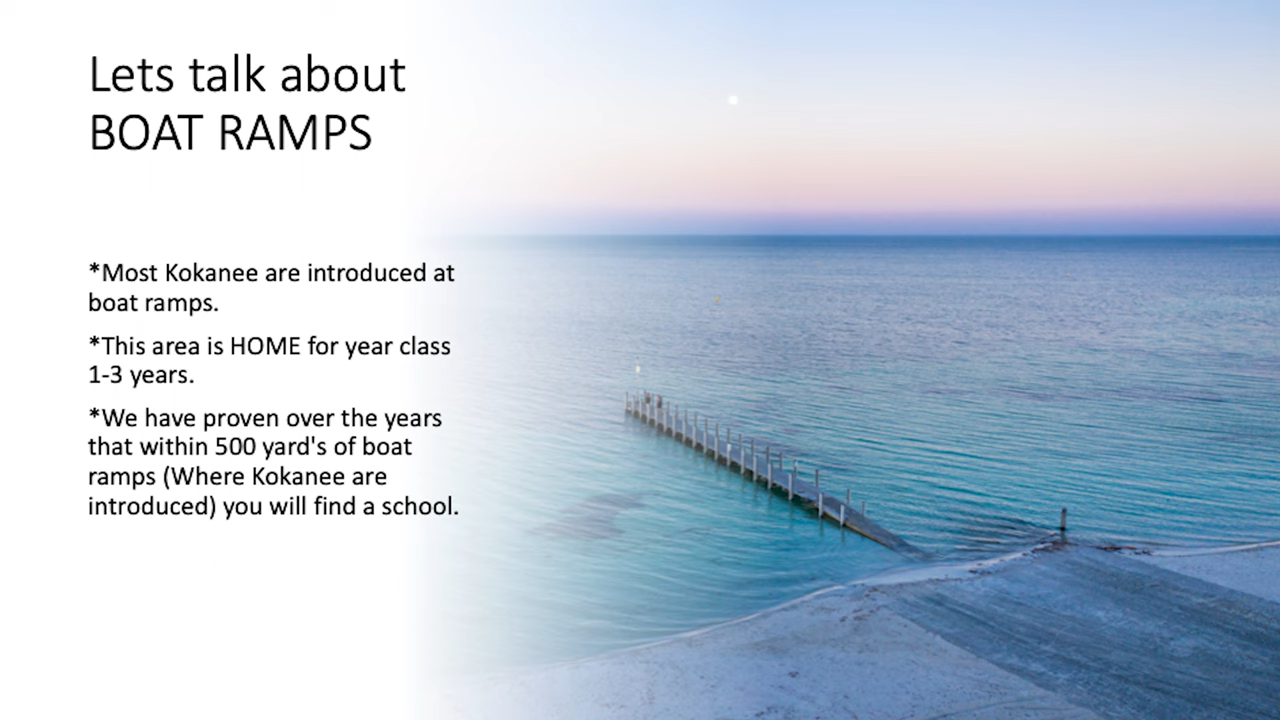 Lets talk about
BOAT RAMPS
*Most Kokanee are introduced at
boat ramps.
*This area is HOME for year class
1-3 years.
*We have proven over the years
that within 500 yard's of boat
ramps (Where Kokanee are
introduced) you will find a school.